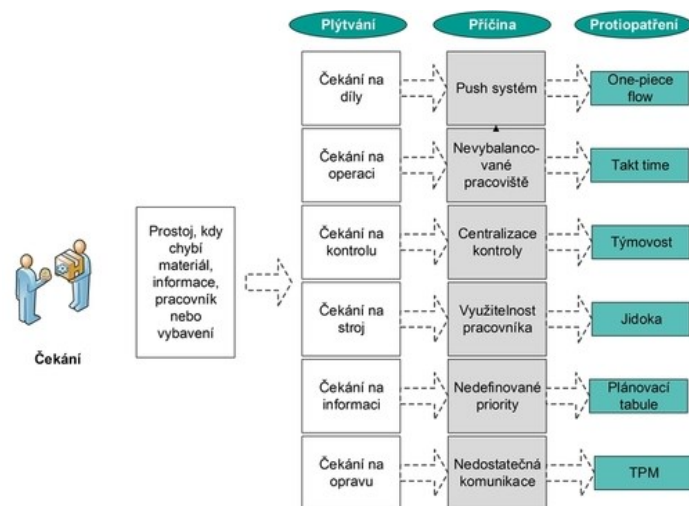 Plýtvání
Příčina
Protiopatření
Čekání na
díly
Push systém
One-piece
flow
Čekání na
operaci
Nevybalanco-
vané
pracoviště
Takt time
Čekání na
kontrolu
Centralizace
kontroly
Týmovost
Prostoj, kdy
chybí
materiál,
informace,
pracovník
nebo
vybavení
Čekání
Čekání na
stroj
Využitelnost
pracovníka
Jidoka
Čekání na
informaci
Nedefinované
priority
Plánovací
tabule
Čekání na
opravu
Nedostatečná
komunikace
TPM